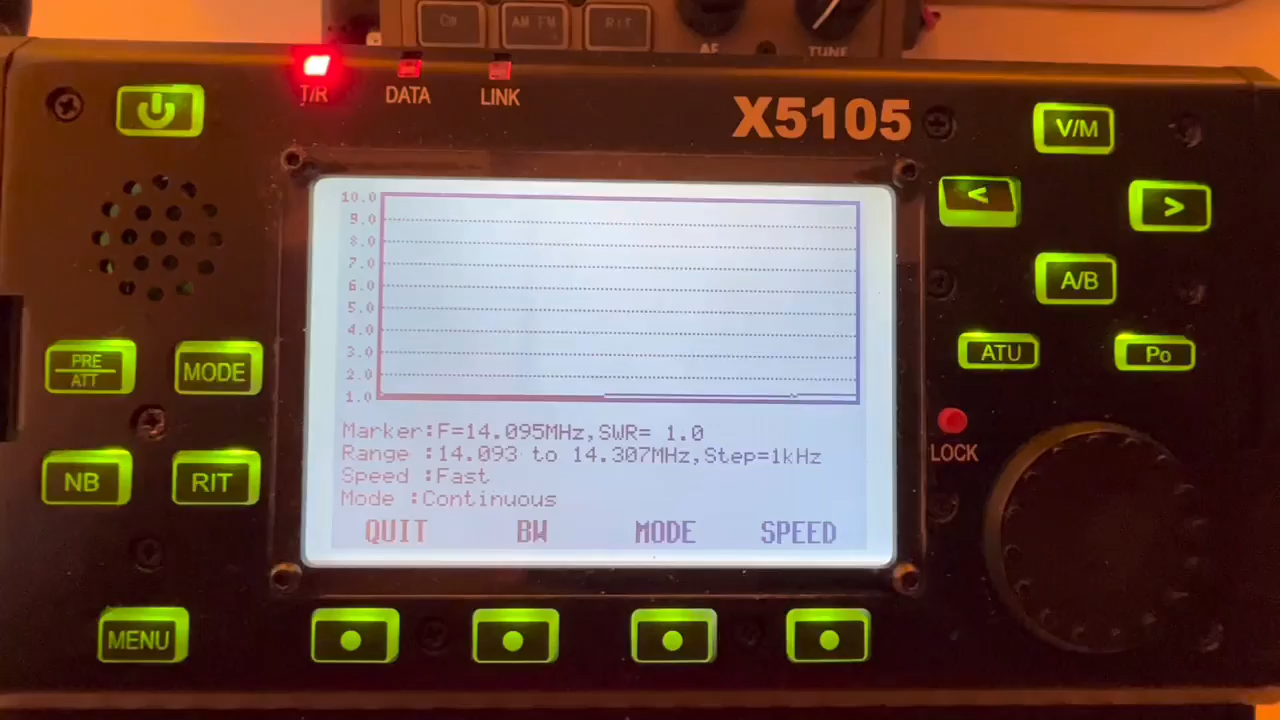 CW
AM FM
RIT
AF
TUNE
T/R
DATA
LINK
X5105
V/M
<
>
A/B
ATU
Po
LOCK
PRE
ATT
MODE
NB
RIT
MENU
10.0
9.0
8.0
7.0
6.0
5.0
4.0
3.0
2.0
1.0
Marker:F=14.095MHz,SWR= 1.0
Range :14.093 to 14.307MHz,Step=1kHz
Speed :Fast
Mode :Continuous
QUIT BW MODE SPEED